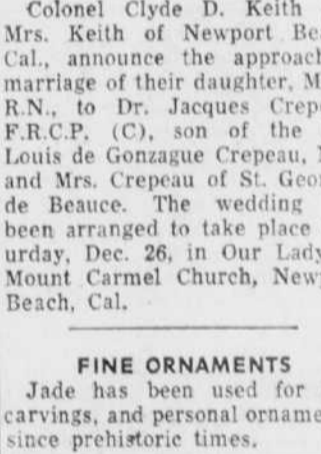 Colonel Clyde D. Keith
Mrs. Keith of Newport Bea
Cal., announce the approach
marriage of their daughter, M
R.N., to Dr. Jacques Crep
F.R.C.P. (C), son of the
Louis de Gonzague Crepeau,
and Mrs. Crepeau of St. Geor
de Beauce. The wedding
been arranged to take place
urday, Dec. 26, in Our Lady
Mount Carmel Church, Newp
Beach, Cal.
FINE ORNAMENTS
Jade has been used for
carvings, and personal orname
since prehistoric times.